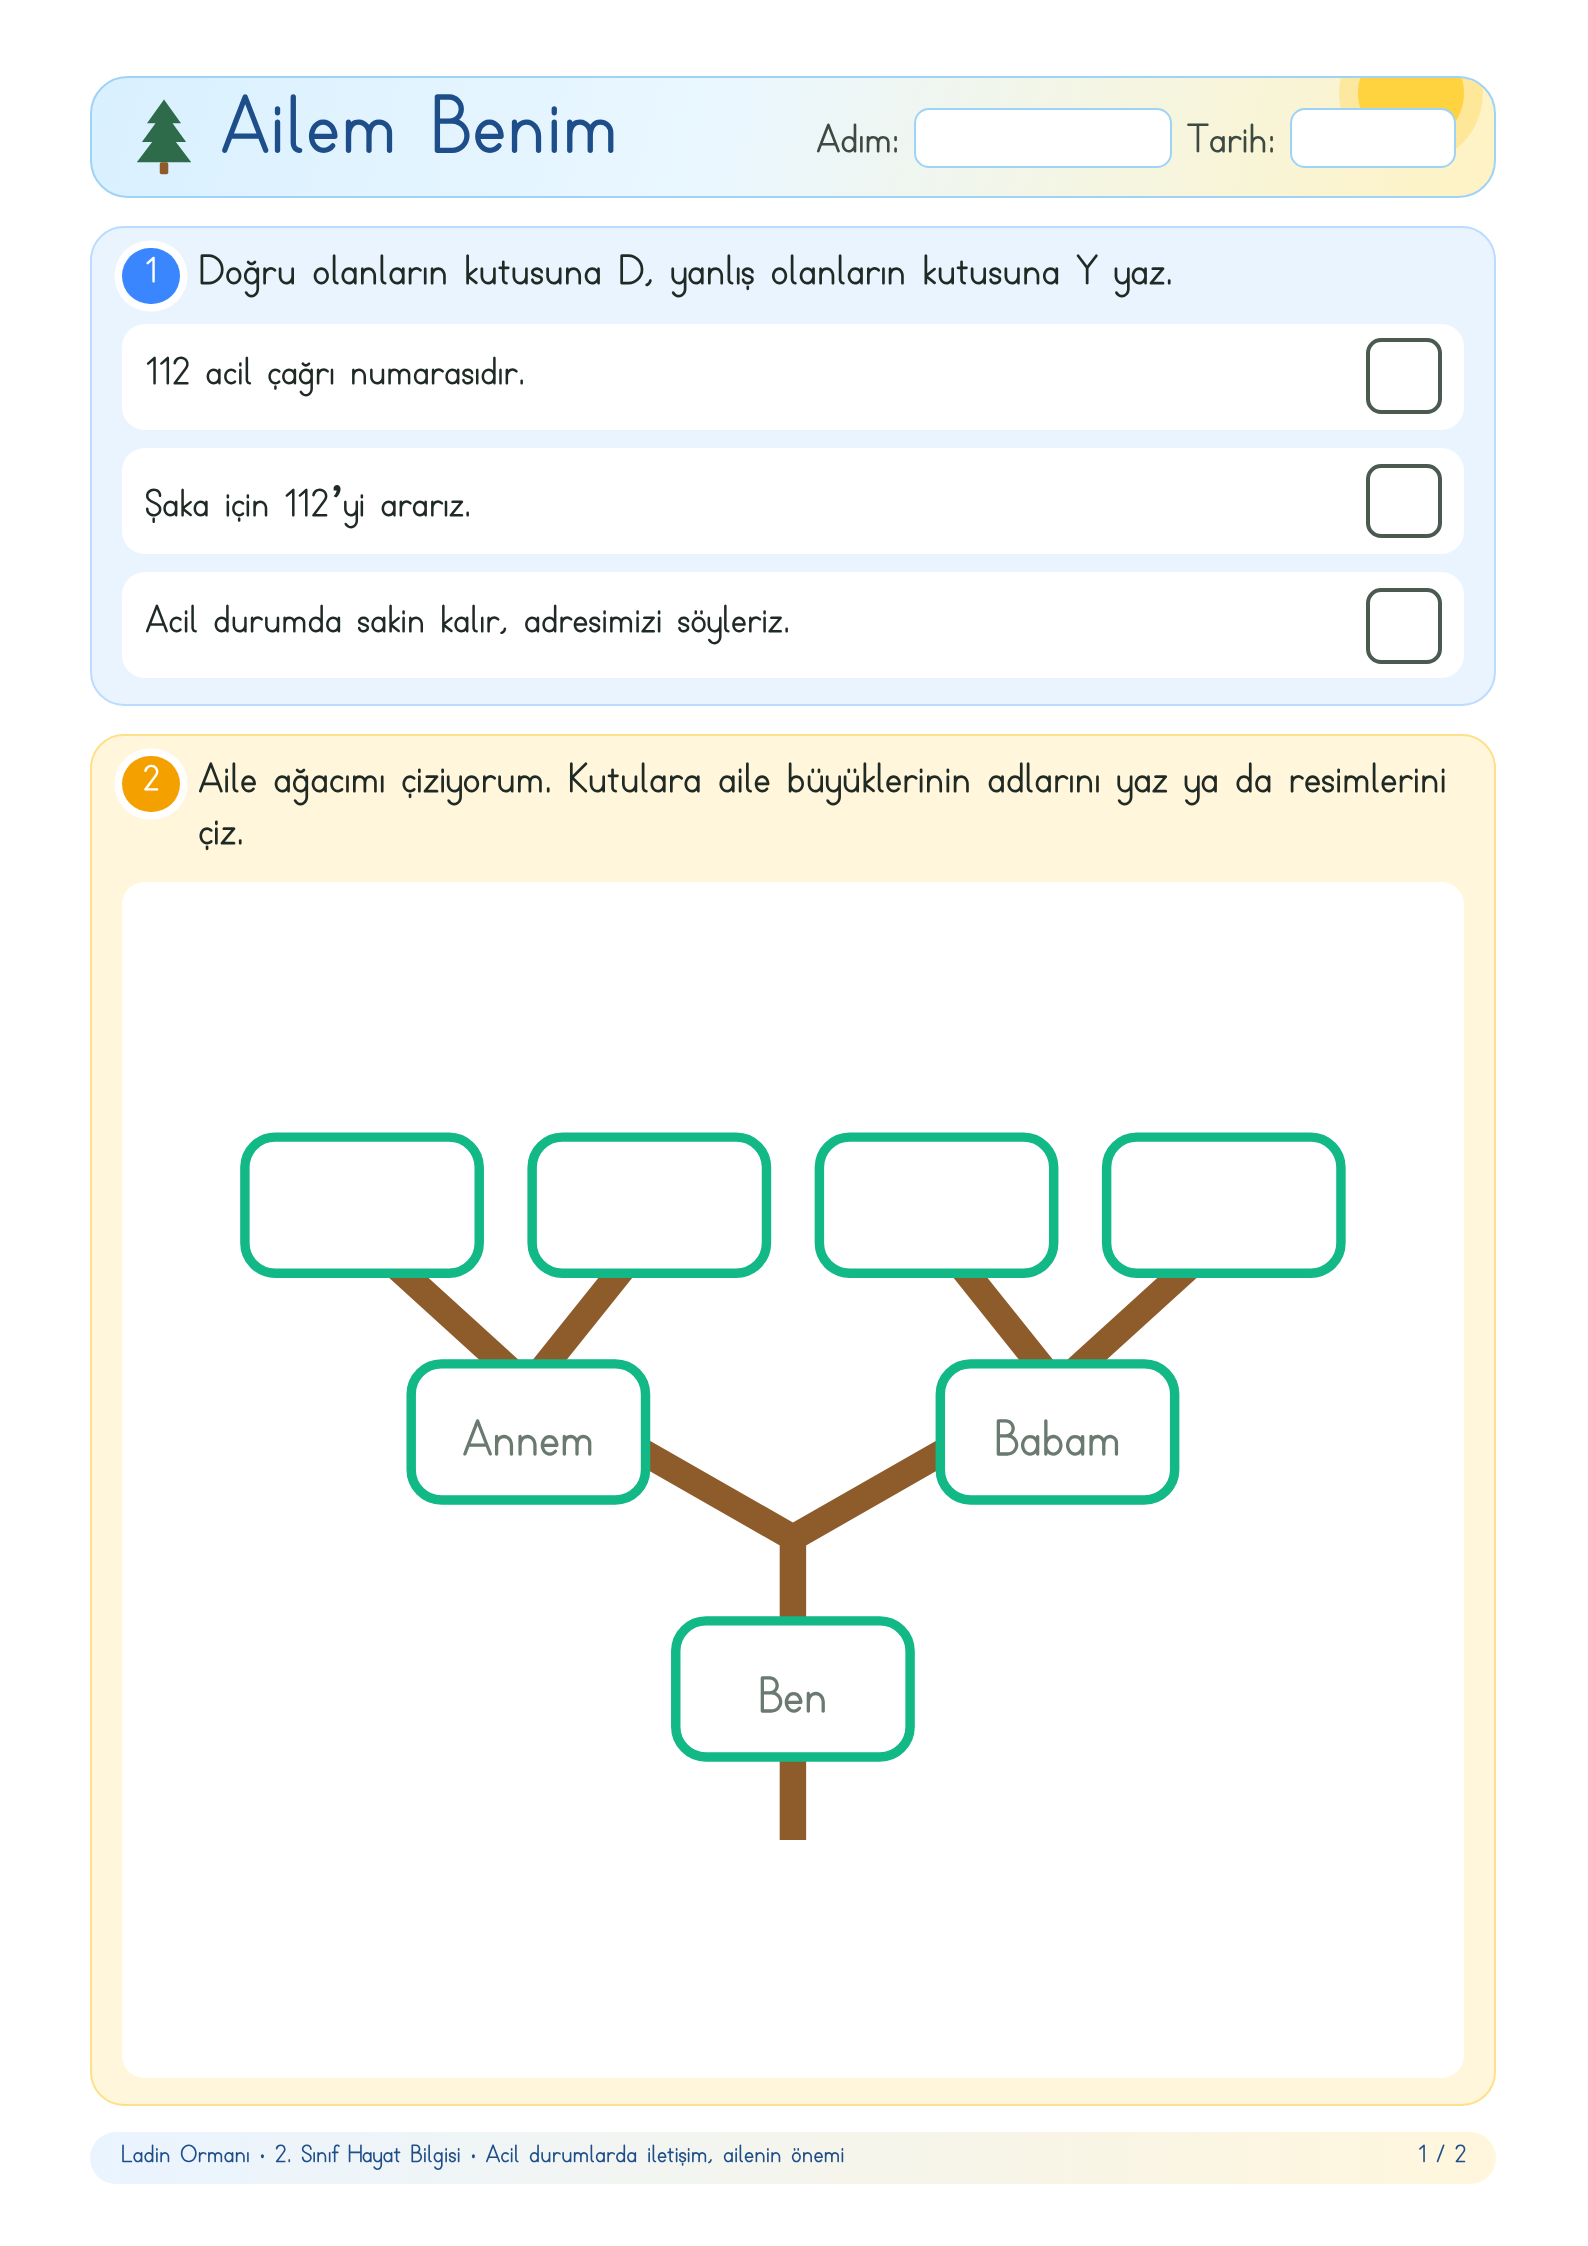 Ailem Benim
Adım:
Tarih:
1
Doğru olanların kutusuna D, yanlış olanların kutusuna Y yaz.
112 acil çağrı numarasıdır.
Şaka için 112’yi ararız.
Acil durumda sakin kalır, adresimizi söyleriz.
2
Aile ağacımı çiziyorum. Kutulara aile büyüklerinin adlarını yaz ya da resimlerini
çiz.
Annem
Babam
Ben
Ladin Ormanı • 2. Sınıf Hayat Bilgisi • Acil durumlarda iletişim, ailenin önemi
1 / 2